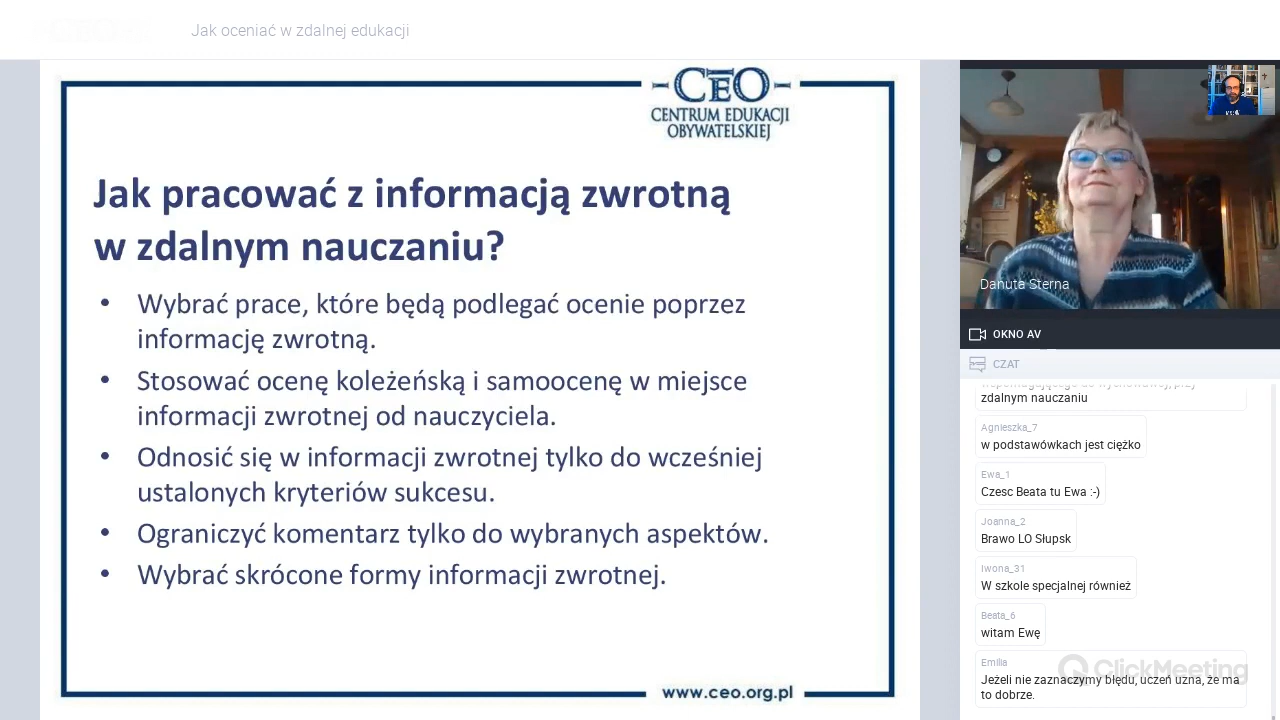 Jak oceniać w zdalnej edukacji
CEO
CENTRUM EDUKACJI
OBYWATELSKIEJ
Jak pracować z informacją zwrotną
w zdalnym nauczaniu?
• Wybrać prace, które będą podlegać ocenie poprzez
informację zwrotną.
• Stosować ocenę koleżeńską i samoocenę w miejsce
informacji zwrotnej od nauczyciela.
• Odnosić się w informacji zwrotnej tylko do wcześniej
ustalonych kryteriów sukcesu.
• Ograniczyć komentarz tylko do wybranych aspektów.
• Wybrać skrócone formy informacji zwrotnej.
www.ceo.org.pl
Danuta Sterna
OKNO AV
CZAT
zdalnym nauczaniu
Agnieszka_7
w podstawówkach jest ciężko
Ewa_1
Czesc Beata tu Ewa :-)
Joanna_2
Brawo LO Słupsk
Iwona_31
W szkole specjalnej również
Beata_6
witam Ewę
Emilia
Jeżeli nie zaznaczymy błędu, uczeń uzna, że ma
to dobrze.
ClickMeeting